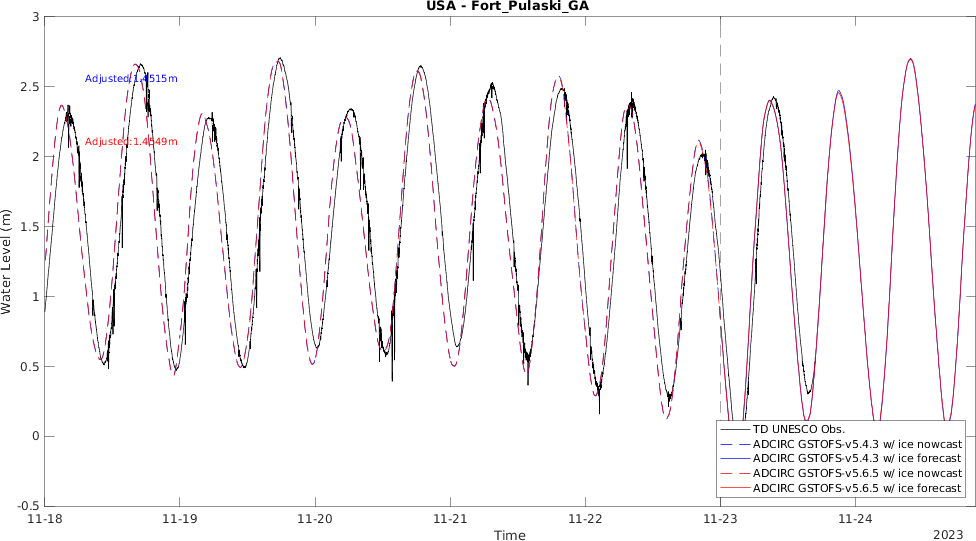 USA - Fort_Pulaski_GA
3
2.5
2
1.5
1
0.5
0
-0.5
Water Level (m)
Adjusted:1.4515m
Adjusted:1.4549m
TD UNESCO Obs.
ADCIRC GSTOFS-v5.4.3 w/ ice nowcast
ADCIRC GSTOFS-v5.4.3 w/ ice forecast
ADCIRC GSTOFS-v5.6.5 w/ ice nowcast
ADCIRC GSTOFS-v5.6.5 w/ ice forecast
11-18 11-19 11-20 11-21 11-22 11-23 11-24
Time
2023